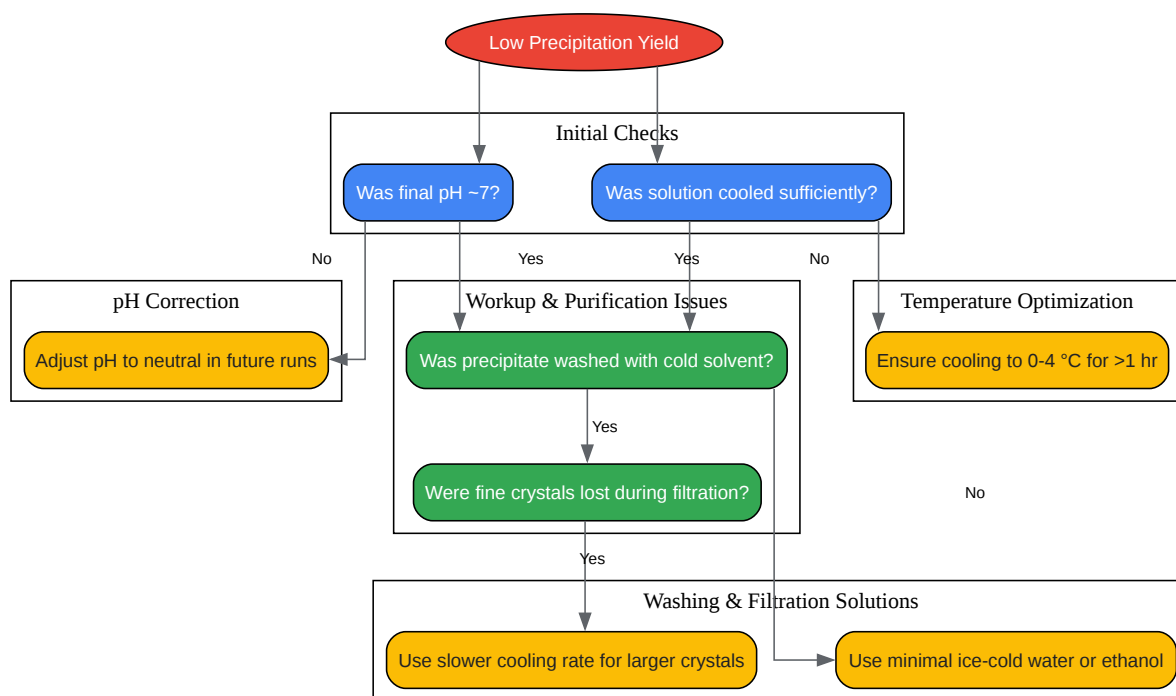 Low Precipitation Yield
Initial Checks
Was final pH ~7?
Was solution cooled sufficiently?
No
Yes
Yes
No
pH Correction
Workup & Purification Issues
Temperature Optimization
Adjust pH to neutral in future runs
Was precipitate washed with cold solvent?
Ensure cooling to 0-4 °C for >1 hr
Yes
Were fine crystals lost during filtration?
No
Yes
Washing & Filtration Solutions
Use slower cooling rate for larger crystals
Use minimal ice-cold water or ethanol